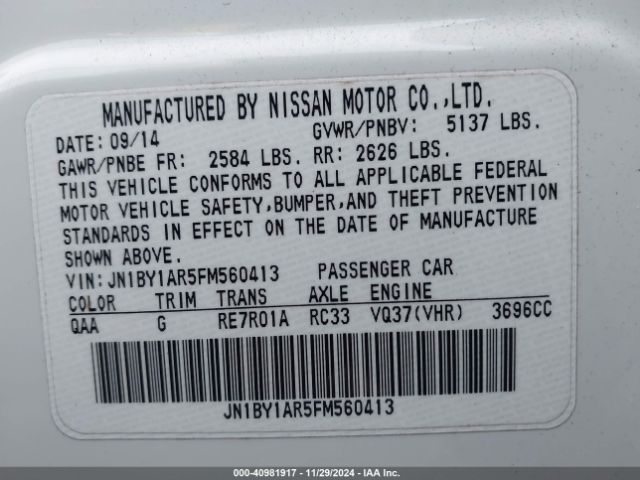 MANUFACTURED BY NISSAN MOTOR CO.,LTD.
DATE: 09/14 GVWR/PNBV: 5137 LBS.
GAWR/PNBE FR: 2584 LBS. RR: 2626 LBS.
THIS VEHICLE CONFORMS TO ALL APPLICABLE FEDERAL
MOTOR VEHICLE SAFETY,BUMPER,AND THEFT PREVENTION
STANDARDS IN EFFECT ON THE DATE OF MANUFACTURE
SHOWN ABOVE.
VIN:JN1BY1AR5FM560413 PASSENGER CAR
COLOR TRIM TRANS AXLE ENGINE
QAA G RE7R01A RC33 VQ37(VHR) 3696CC
JN1BY1AR5FM560413
000-40981917 - 11/29/2024 - IAA Inc.